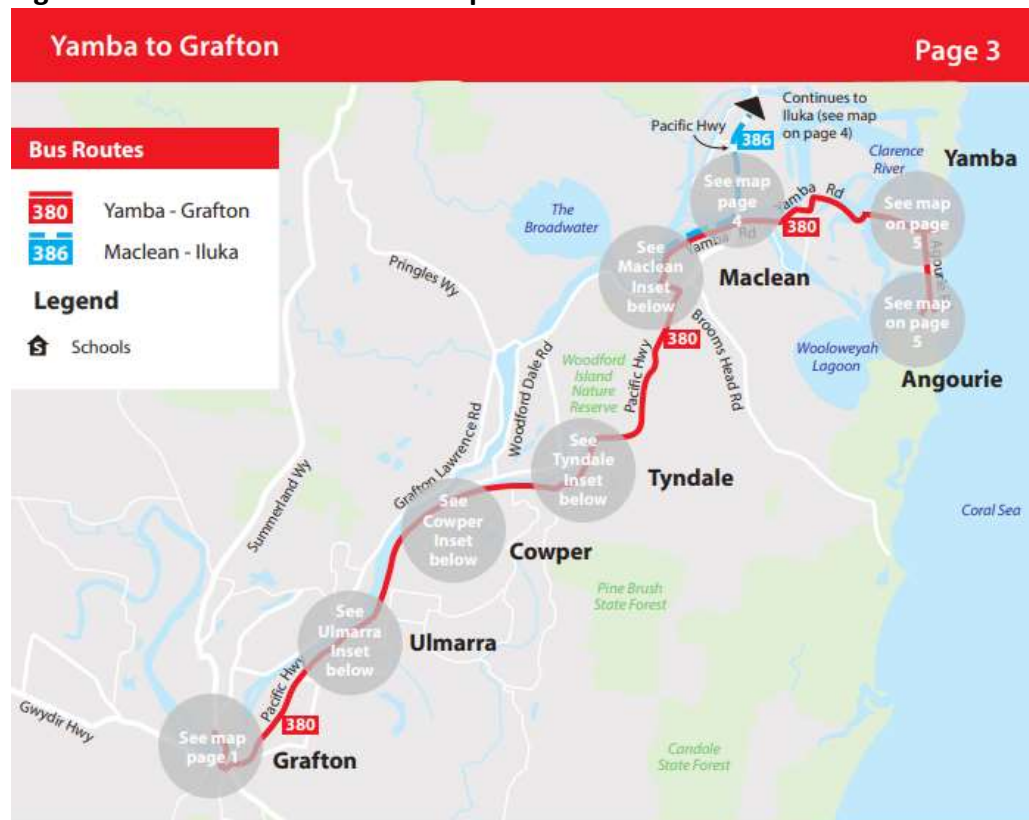 Yamba to Grafton
Page 3
Bus Routes
380 Yamba - Grafton
386 Maclean - Iluka
Legend
S Schools
Continues to
Iluka (see map
on page 4)
Pacific Hwy
386
Clarence
River
Yamba
See map
page
4
Yamba Rd
380
See map
on page
5
The
Broadwater
Yamba Rd
See
Maclean
Inset
below
Maclean
See map
on page
5
Pringles Wy
Brooms Head Rd
380
Wooloweyah
Lagoon
Angourie
Woodford
Island
Nature
Reserve
Pacific Hwy
Woodford Dale Rd
Grafton Lawrence Rd
Summerland Wy
See
Tyndale
Inset
below
Tyndale
See
Cowper
Inset
below
Cowper
Coral Sea
Pine Brush
State Forest
See
Ulmarra
Inset
below
Ulmarra
Pacific Hwy
380
Gwydir Hwy
See map
page 1
Grafton
Candole
State Forest